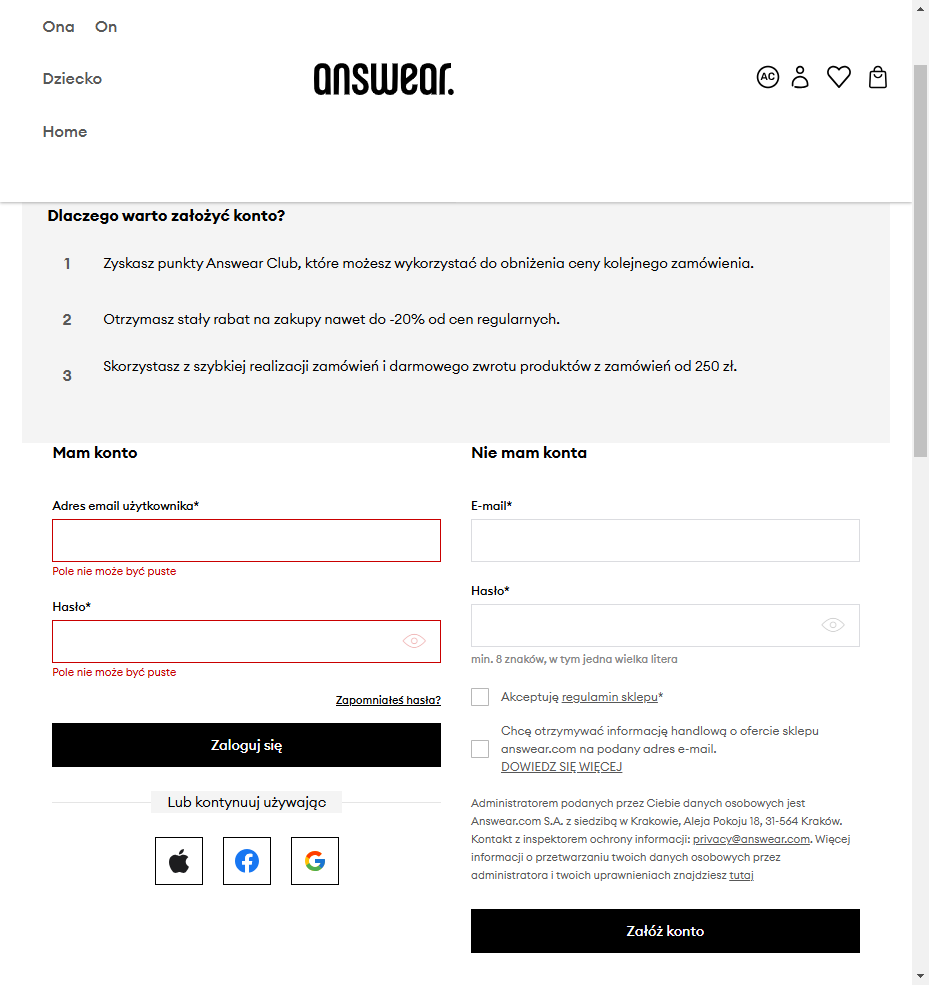 Ona On
Dziecko
answear.
AC
Home
Dlaczego warto założyć konto?
1 Zyskasz punkty Answear Club, które możesz wykorzystać do obniżenia ceny kolejnego zamówienia.
2 Otrzymasz stały rabat na zakupy nawet do -20% od cen regularnych.
3 Skorzystasz z szybkiej realizacji zamówień i darmowego zwrotu produktów z zamówień od 250 zł.
Mam konto
Adres email użytkownika*
Pole nie może być puste
Hasło*
Pole nie może być puste
Zapomniałeś hasła?
Zaloguj się
Lub kontynuuj używając
Nie mam konta
E-mail*
Hasło*
min. 8 znaków, w tym jedna wielka litera
Akceptuję regulamin sklepu*
Chcę otrzymywać informację handlową o ofercie sklepu
answear.com na podany adres e-mail.
DOWIEDZ SIĘ WIĘCEJ
Administratorem podanych przez Ciebie danych osobowych jest
Answear.com S.A. z siedzibą w Krakowie, Aleja Pokoju 18, 31-564 Kraków.
Kontakt z inspektorem ochrony informacji: privacy@answear.com. Więcej
informacji o przetwarzaniu twoich danych osobowych przez
administratora i twoich uprawnieniach znajdziesz tutaj
Załóż konto